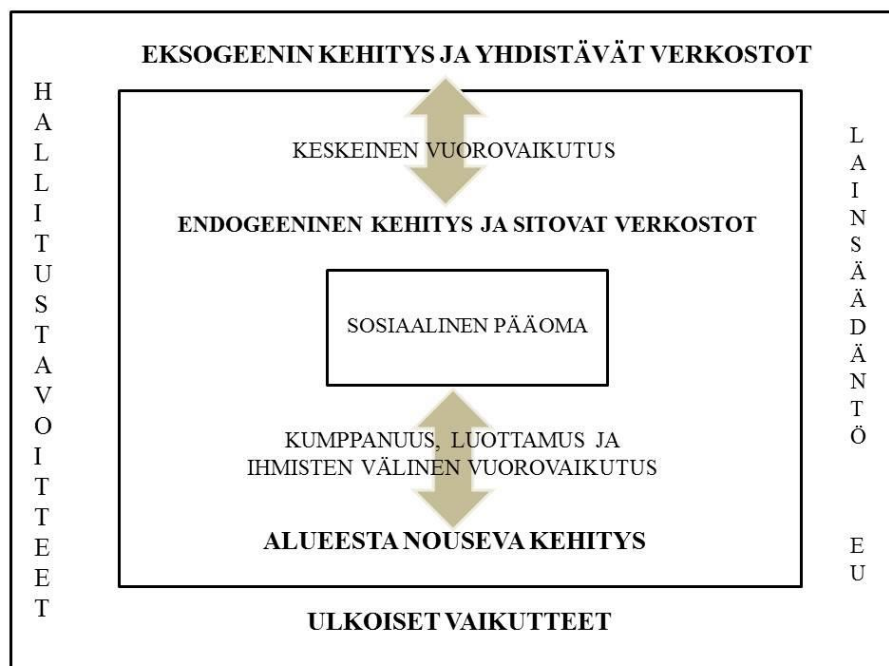 EKSOGEENIN KEHITYS JA YHDISTÄVÄT VERKOSTOT
HALLITUSTAVOITTEET
KESKEINEN VUOROVAIKUTUS
ENDOGEENINEN KEHITYS JA SITOVAT VERKOSTOT
SOSIAALINEN PÄÄOMA
KUMPPANUUS, LUOTTAMUS JA
IHMISTEN VÄLINEN VUOROVAIKUTUS
ALUEESTA NOUSEVA KEHITYS
LAINSÄÄDÄNTÖ EU
ULKOISET VAIKUTTEET